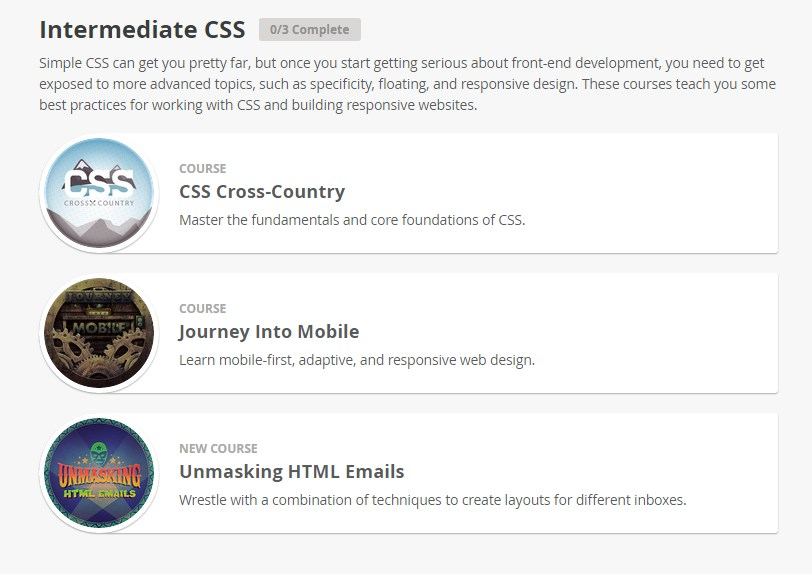 Intermediate CSS 0/3 Complete
Simple CSS can get you pretty far, but once you start getting serious about front-end development, you need to get
exposed to more advanced topics, such as specificity, floating, and responsive design. These courses teach you some
best practices for working with CSS and building responsive websites.
CSS
CROSS COUNTRY
COURSE
CSS Cross-Country
Master the fundamentals and core foundations of CSS.
JOURNEY
INTO
MOBILE
COURSE
Journey Into Mobile
Learn mobile-first, adaptive, and responsive web design.
UNMASKING
HTML EMAILS
NEW COURSE
Unmasking HTML Emails
Wrestle with a combination of techniques to create layouts for different inboxes.